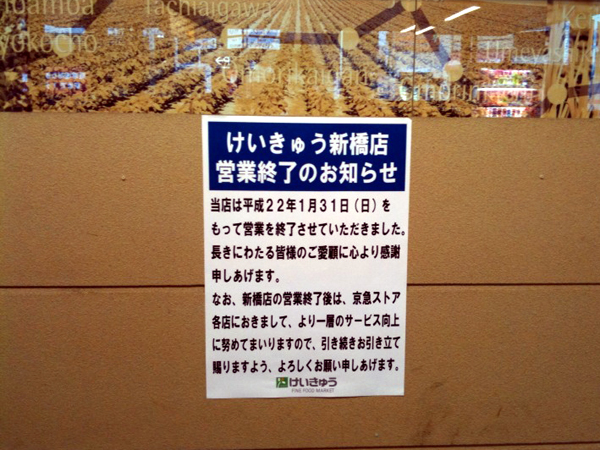 Tachiaigawa
yokocho
Omorikaigan
けいきゅう新橋店
営業終了のお知らせ
当店は平成22年1月31日（日）を
もって営業を終了させていただきました。
長きにわたる皆様のご愛顧に心より感謝
申しあげます。
なお、新橋店の営業終了後は、京急ストア
各店におきまして、より一層のサービス向上
に努めてまいりますので、引き続きお引き立て
賜りますよう、よろしくお願い申しあげます。
けいきゅう
FINE FOOD MARKET